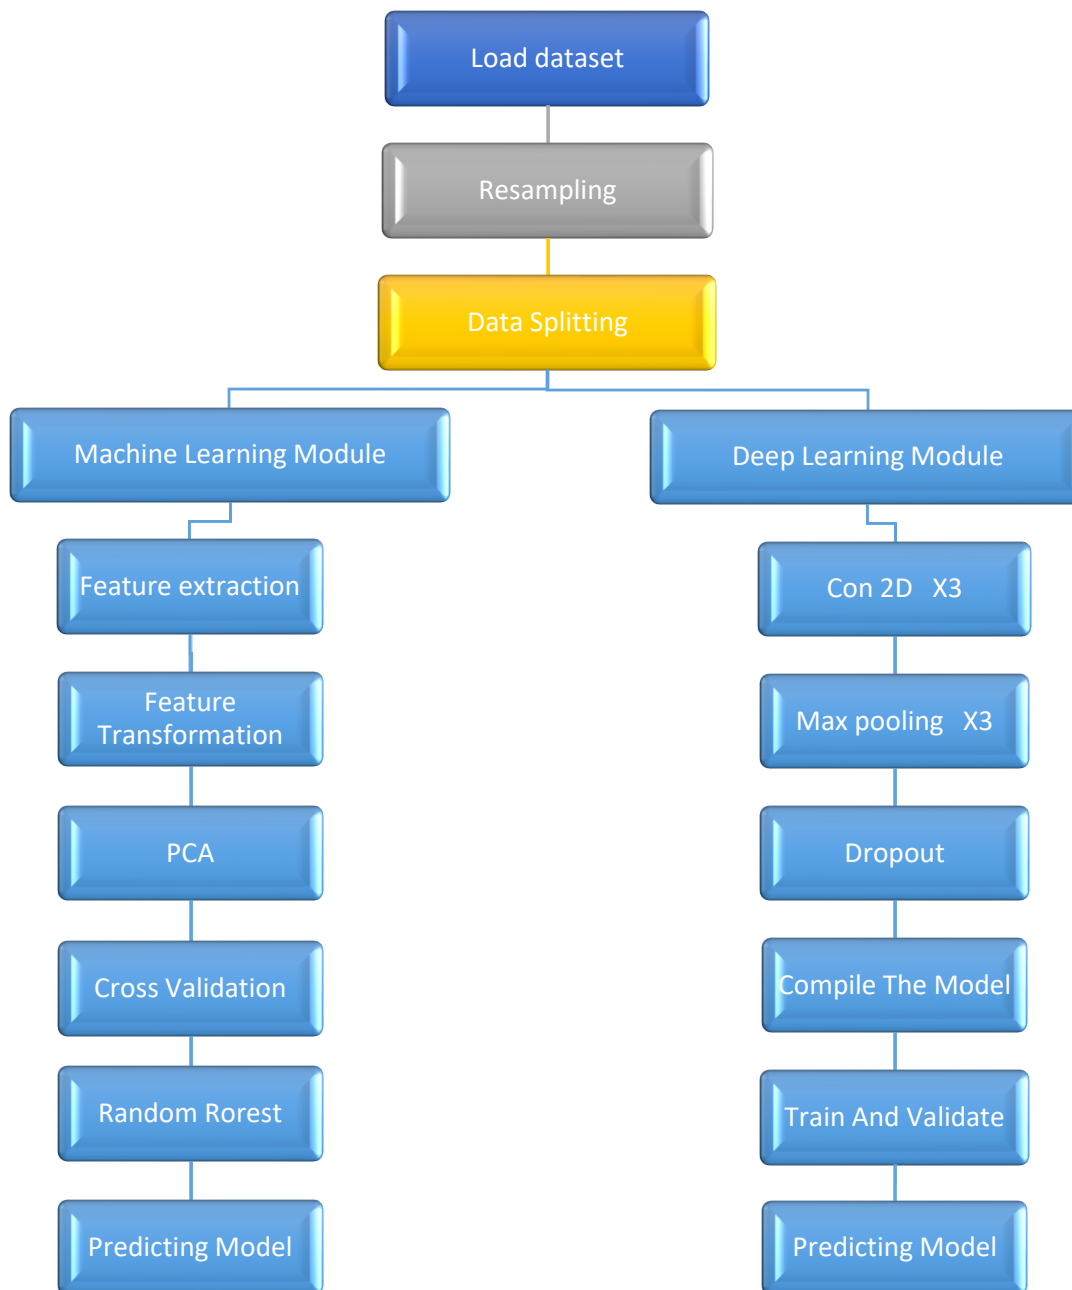 Load dataset
Resampling
Data Splitting
Machine Learning Module
Feature extraction
Feature
Transformation
PCA
Cross Validation
Random Rorest
Predicting Model
Deep Learning Module
Con 2D X3
Max pooling X3
Dropout
Compile The Model
Train And Validate
Predicting Model